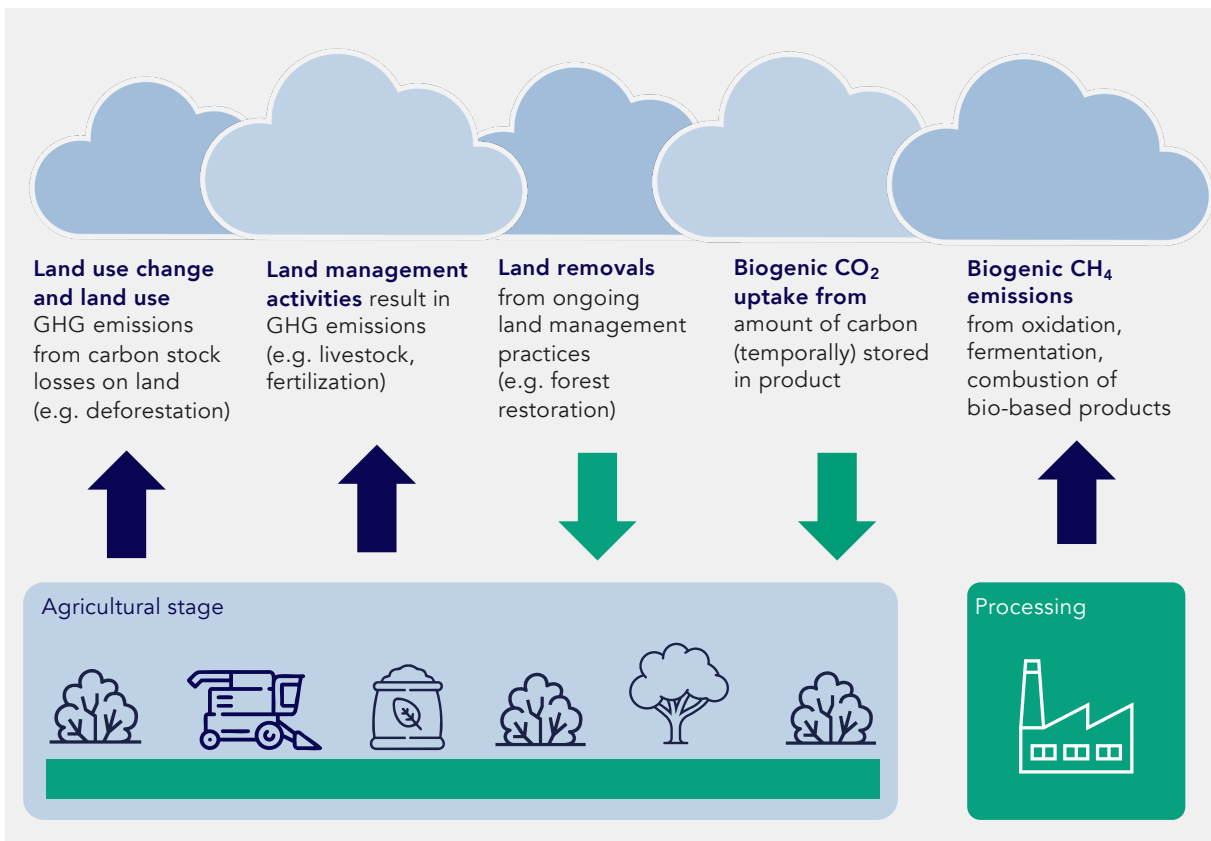 Land use change
and land use
GHG emissions
from carbon stock
losses on land
(e.g. deforestation)
Land management
activities result in
GHG emissions
(e.g. livestock,
fertilization)
Land removals
from ongoing
land management
practices
(e.g. forest
restoration)
Biogenic CO₂
uptake from
amount of carbon
(temporally) stored
in product
Biogenic CH₄
emissions
from oxidation,
fermentation,
combustion of
bio-based products
Agricultural stage
Processing